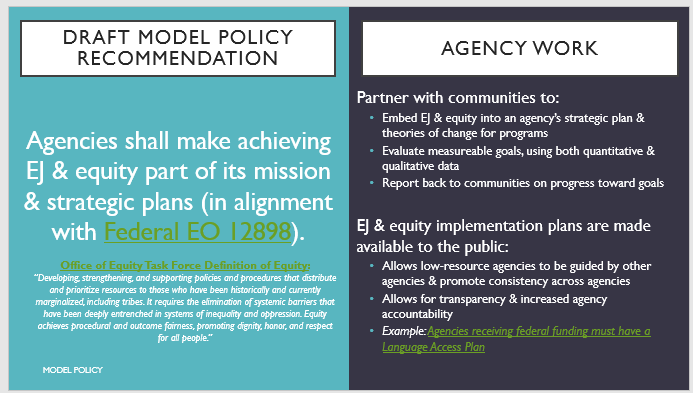 DRAFT MODEL POLICY
RECOMMENDATION
Agencies shall make achieving
EJ & equity part of its mission
& strategic plans (in alignment
with Federal EO 12898).
Office of Equity Task Force Definition of Equity:
"Developing, strengthening, and supporting policies and procedures that distribute
and prioritize resources to those who have been historically and currently
marginalized, including tribes. It requires the elimination of systemic barriers that
have been deeply entrenched in systems of inequality and oppression. Equity
achieves procedural and outcome fairness, promoting dignity, honor, and respect
for all people."
MODEL POLICY
AGENCY WORK
Partner with communities to:
• Embed EJ & equity into an agency's strategic plan &
theories of change for programs
• Evaluate measureable goals, using both quantitative &
qualitative data
• Report back to communities on progress toward goals
EJ & equity implementation plans are made
available to the public:
• Allows low-resource agencies to be guided by other
agencies & promote consistency across agencies
• Allows for transparency & increased agency
accountability
• Example: Agencies receiving federal funding must have a
Language Access Plan